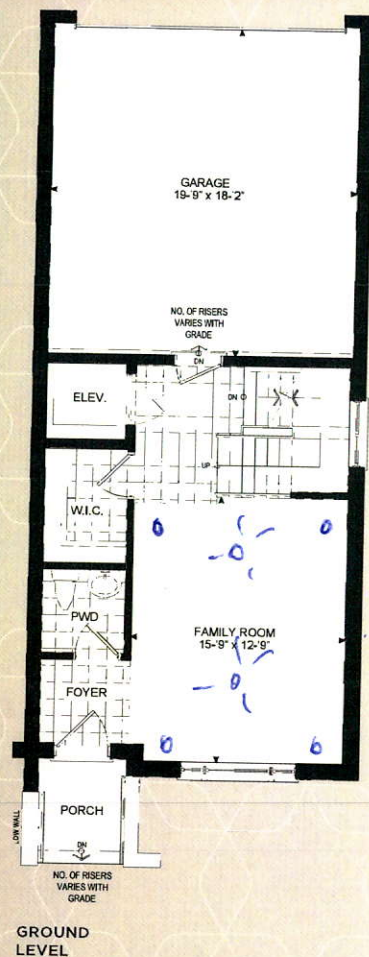 GARAGE
19-'9" x 18-'2"
NO. OF RISERS
VARIES WITH
GRADE
DN
ELEV.
DN
UP
W.I.C.
PWD
FAMILY ROOM
15-'9" x 12-'9"
FOYER
PORCH
LOW WALL
DN
NO. OF RISERS
VARIES WITH
GRADE
GROUND
LEVEL